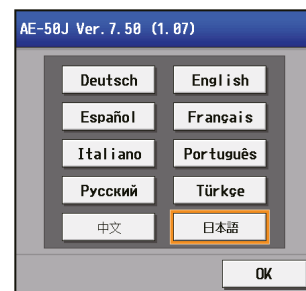 AE-50J Ver. 7.50 (1.07)
Deutsch English
Español Français
Italiano Português
Русский Türkçe
中文 日本語
OK